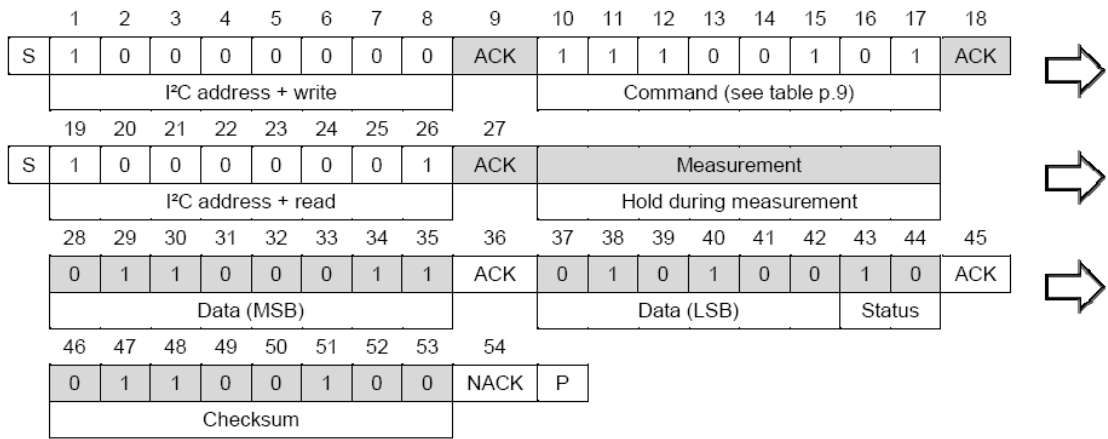 1 2 3 4 5 6 7 8 9 10 11 12 13 14 15 16 17 18
S 1 0 0 0 0 0 0 0 ACK 1 1 1 0 0 1 0 1 ACK
I²C address + write Command (see table p.9)
19 20 21 22 23 24 25 26 27
S 1 0 0 0 0 0 0 1 ACK Measurement
I²C address + read Hold during measurement
28 29 30 31 32 33 34 35 36 37 38 39 40 41 42 43 44 45
0 1 1 0 0 0 1 1 ACK 0 1 0 1 0 0 1 0 ACK
Data (MSB) Data (LSB) Status
46 47 48 49 50 51 52 53 54
0 1 1 0 0 1 0 0 NACK P
Checksum